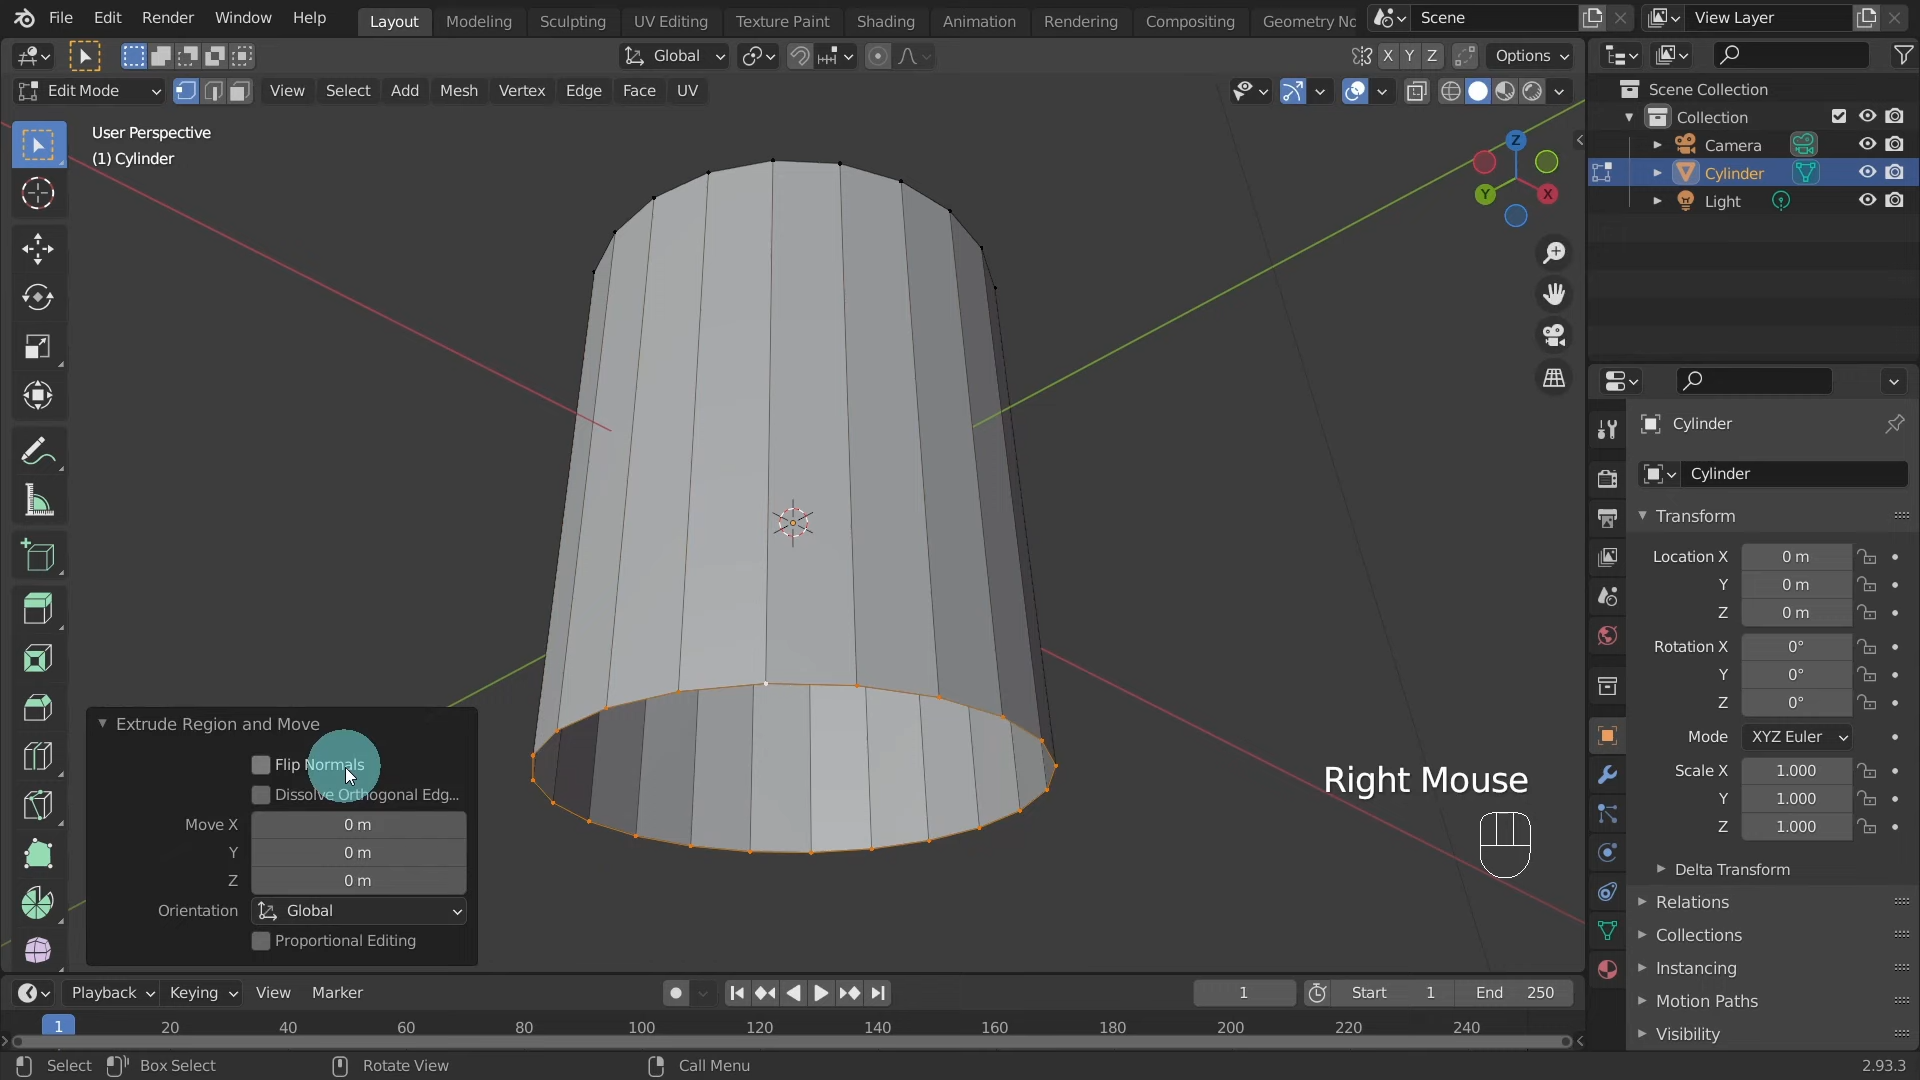 File Edit Render Window Help Layout Modeling Sculpting UV Editing Texture Paint Shading Animation Rendering Compositing Geometry No Scene View Layer
Global X Y Z Options
Edit Mode View Select Add Mesh Vertex Edge Face UV
User Perspective
(1) Cylinder
Z
Y X
Scene Collection
Collection
Camera
Cylinder
Light
Cylinder
Cylinder
Transform
Location X 0 m
Y 0 m
Z 0 m
Rotation X 0°
Y 0°
Z 0°
Mode XYZ Euler
Scale X 1.000
Y 1.000
Z 1.000
Delta Transform
Relations
Collections
Instancing
Motion Paths
Visibility
Extrude Region and Move
Flip Normals
Dissolve Orthogonal Edg...
Move X 0 m
Y 0 m
Z 0 m
Orientation Global
Proportional Editing
Right Mouse
Playback Keying View Marker 1 Start 1 End 250
1 20 40 60 80 100 120 140 160 180 200 220 240
Select Box Select Rotate View Call Menu 2.93.3